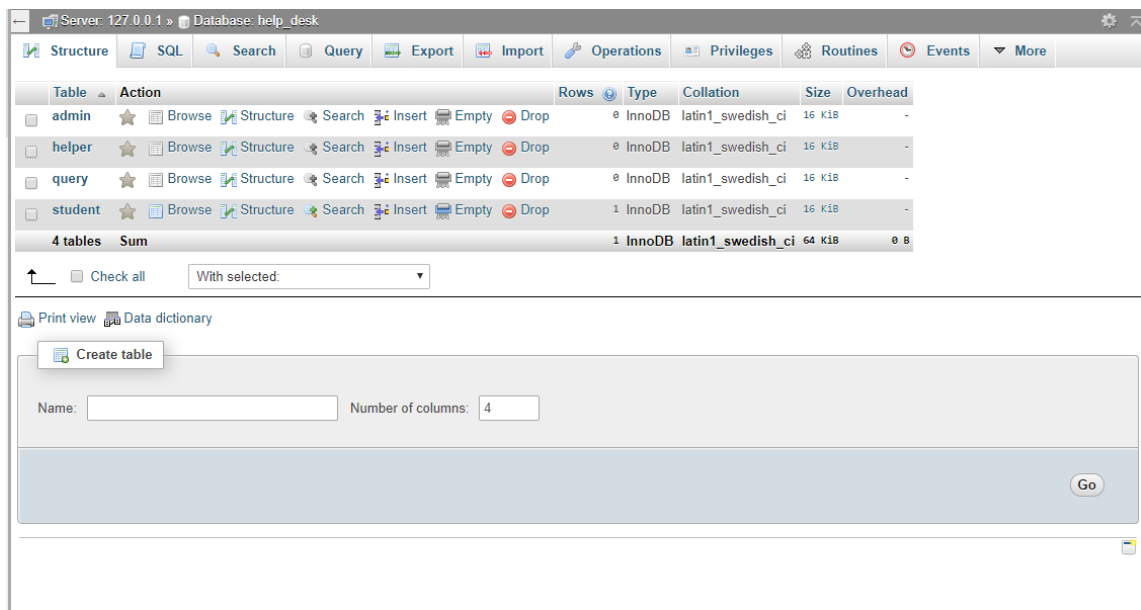 ← Server: 127.0.0.1 » Database: help_desk
Structure SQL Search Query Export Import Operations Privileges Routines Events ▼ More
Table Action Rows Type Collation Size Overhead
admin Browse Structure Search Insert Empty Drop 0 InnoDB latin1_swedish_ci 16 KiB -
helper Browse Structure Search Insert Empty Drop 0 InnoDB latin1_swedish_ci 16 KiB -
query Browse Structure Search Insert Empty Drop 0 InnoDB latin1_swedish_ci 16 KiB -
student Browse Structure Search Insert Empty Drop 1 InnoDB latin1_swedish_ci 16 KiB -
4 tables Sum 1 InnoDB latin1_swedish_ci 64 KiB 0 B
Check all With selected:
Print view Data dictionary
Create table
Name: Number of columns: 4
Go